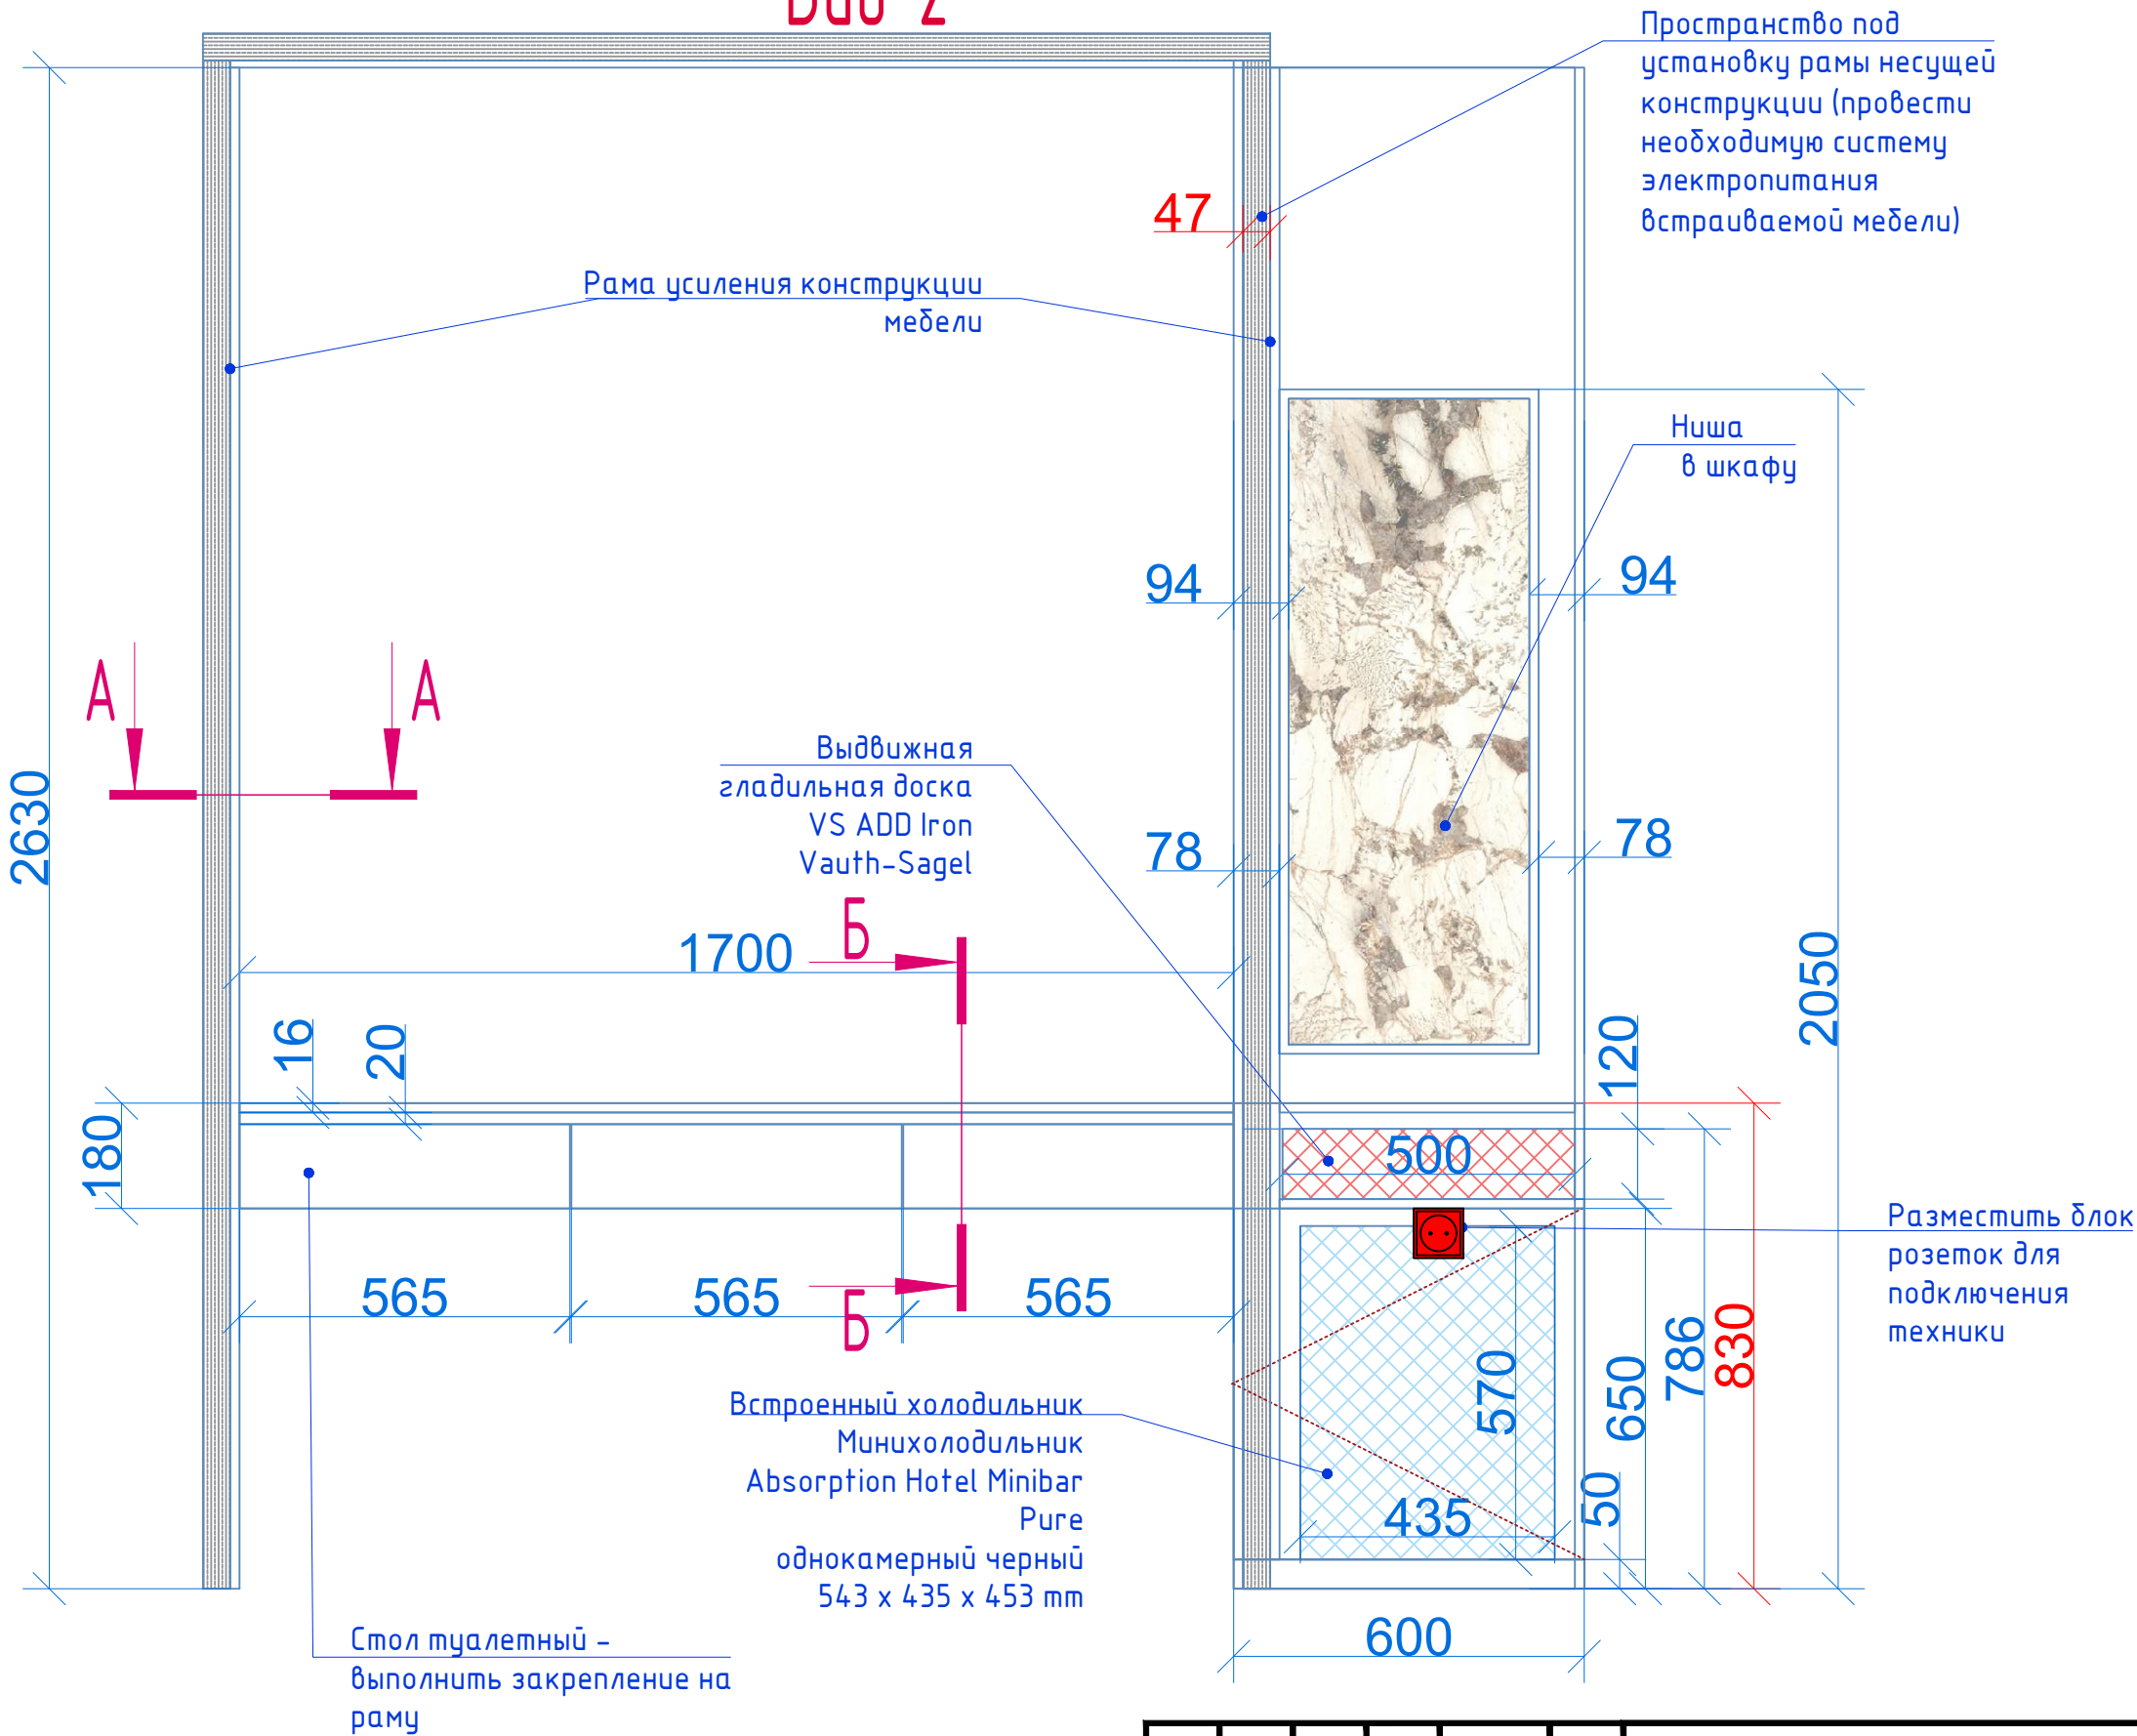 Вид 2
Пространство под
установку рамы несущей
конструкции (провести
необходимую систему
электропитания
встраиваемой мебели)
47
Рама усиления конструкции
мебели
Ниша
в шкафу
94
94
А
А
Выдвижная
гладильная доска
VS ADD Iron
Vauth-Sagel
2630
78
78
Б
1700
2050
16
20
120
180
500
Разместить блок
розеток для
подключения
техники
565
565
565
Б
570
650
786
830
Встроенный холодильник
Минихолодильник
Absorption Hotel Minibar
Pure
однокамерный черный
543 x 435 x 453 mm
435
50
600
Стол туалетный -
выполнить закрепление на
раму